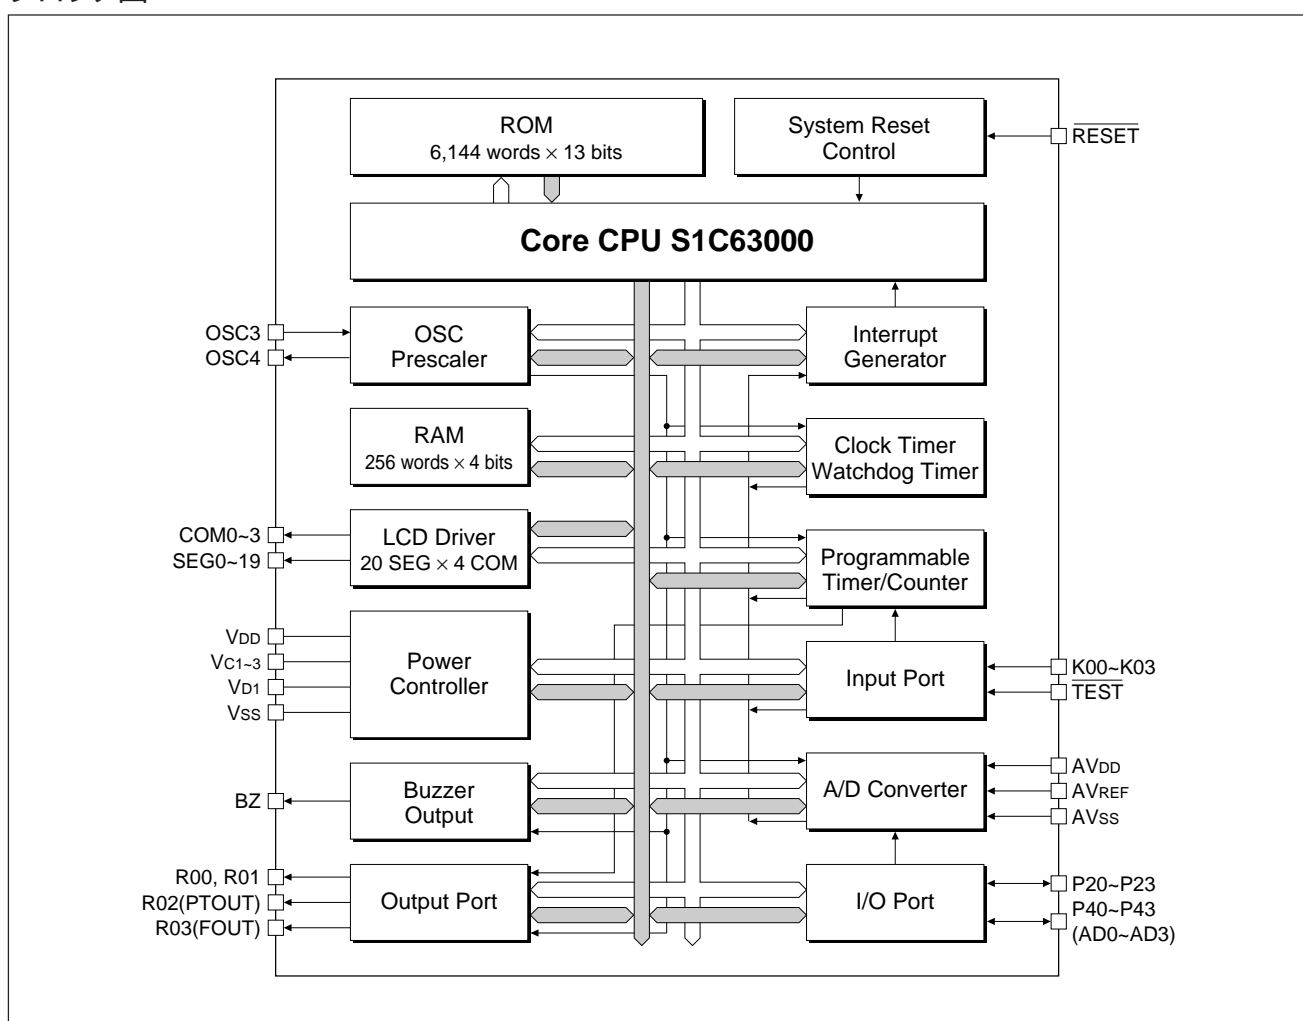 ROM
6,144 words × 13 bits
System Reset
Control
RESET
Core CPU S1C63000
OSC3
OSC4
OSC
Prescaler
Interrupt
Generator
RAM
256 words × 4 bits
Clock Timer
Watchdog Timer
COM0~3
SEG0~19
LCD Driver
20 SEG × 4 COM
Programmable
Timer/Counter
VDD
VC1~3
VD1
VSS
Power
Controller
Input Port
K00~K03
TEST
BZ
Buzzer
Output
A/D Converter
AVDD
AVREF
AVSS
R00, R01
R02(PTOUT)
R03(FOUT)
Output Port
I/O Port
P20~P23
P40~P43
(AD0~AD3)